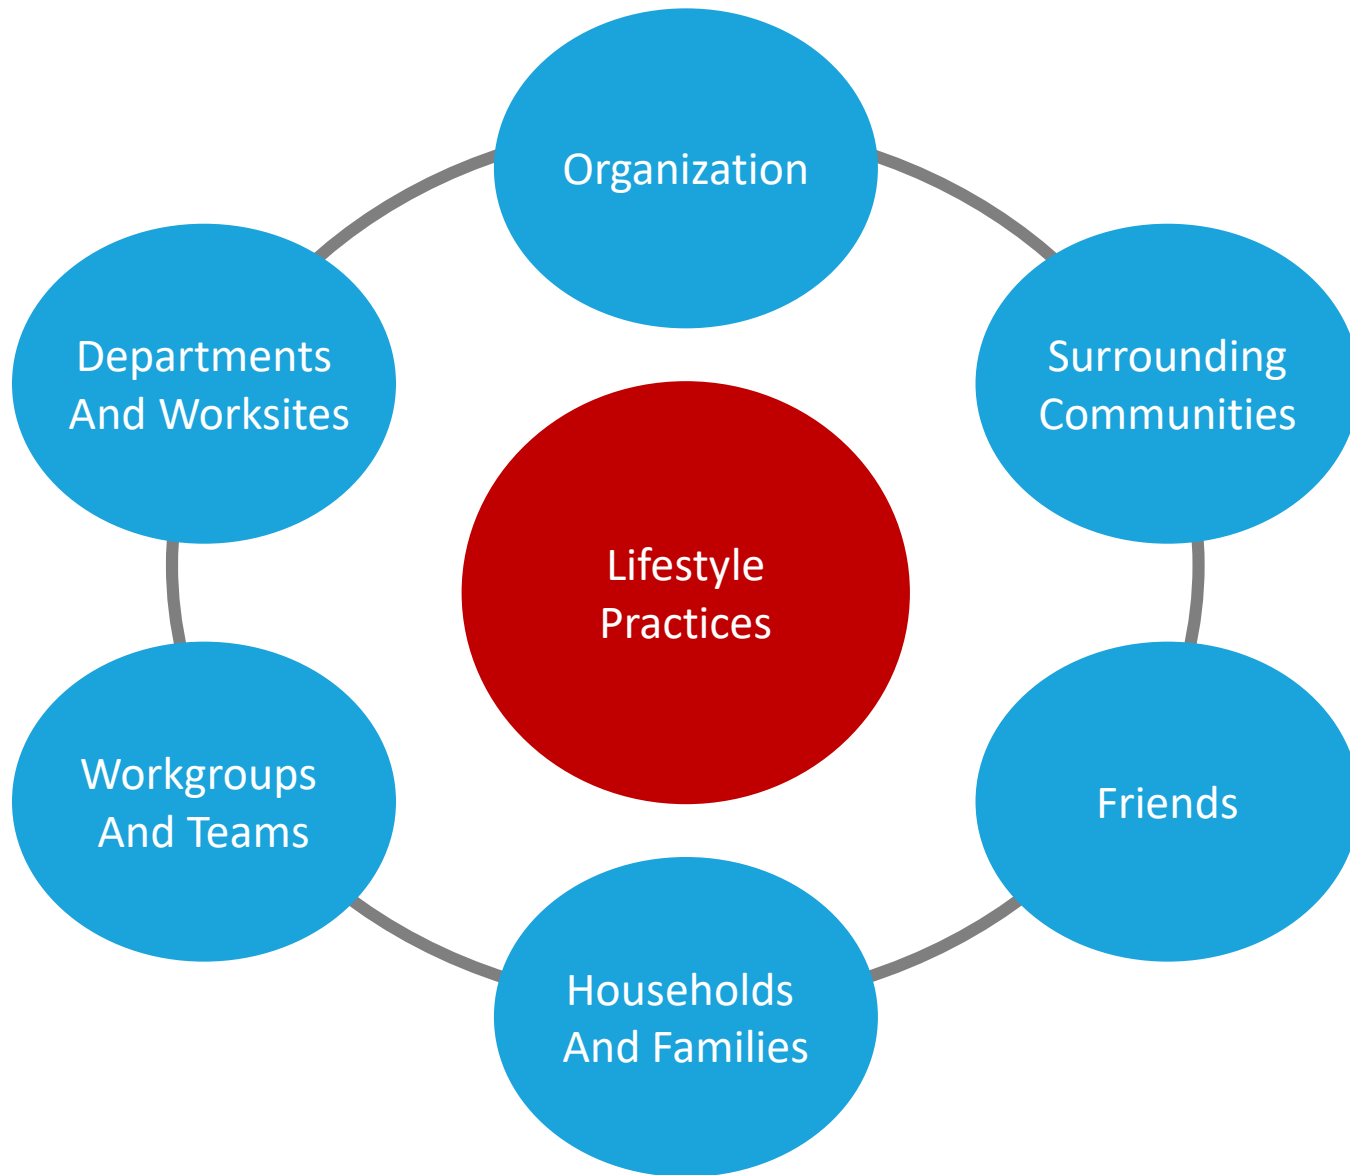 Organization
Surrounding
Communities
Friends
Households
And Families
Workgroups
And Teams
Departments
And Worksites
Lifestyle
Practices